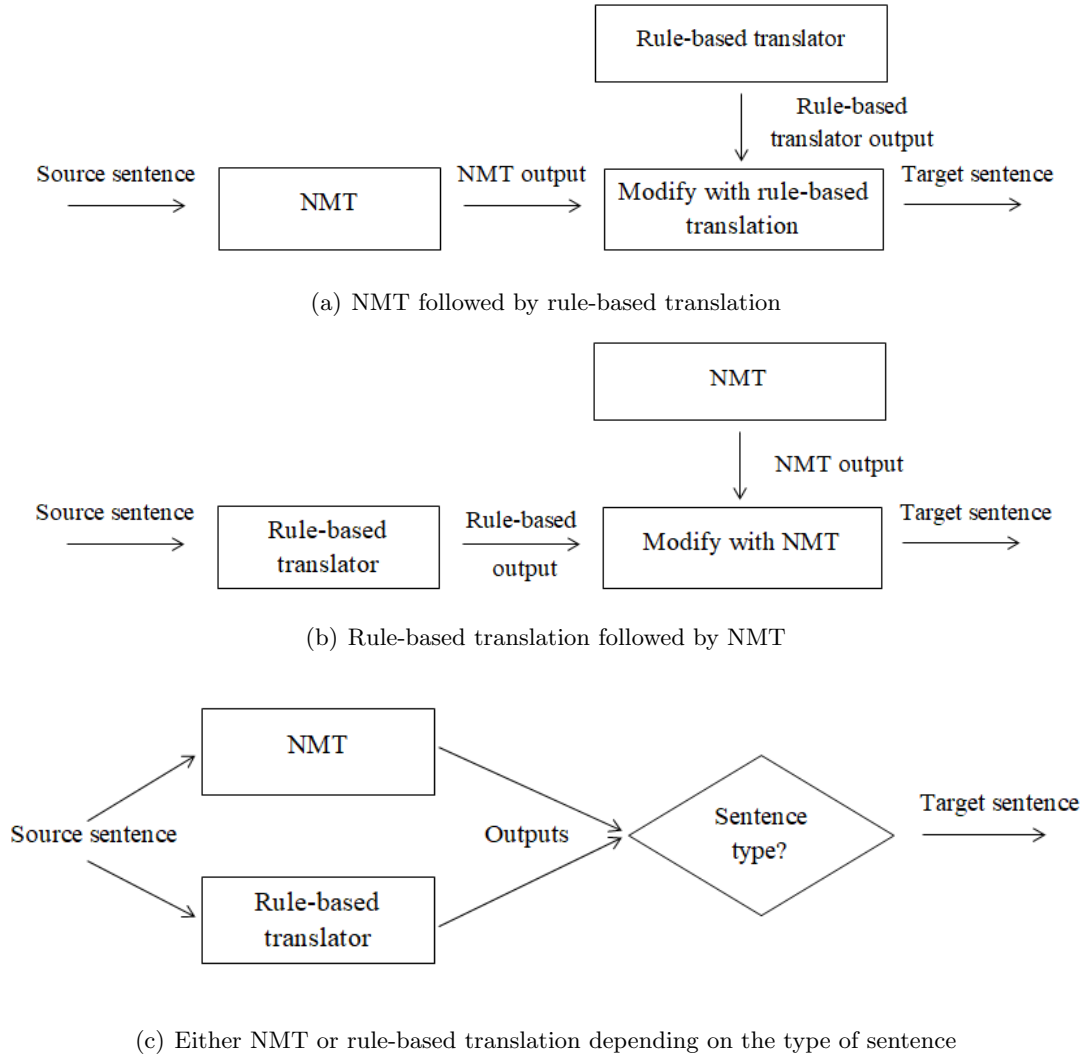 Rule-based translator
Rule-based
translator output
Source sentence
NMT
NMT output
Modify with rule-based
translation
Target sentence
(a) NMT followed by rule-based translation
NMT
NMT output
Source sentence
Rule-based
translator
Rule-based
output
Modify with NMT
Target sentence
(b) Rule-based translation followed by NMT
NMT
Source sentence
Rule-based
translator
Outputs
Sentence
type?
Target sentence
(c) Either NMT or rule-based translation depending on the type of sentence